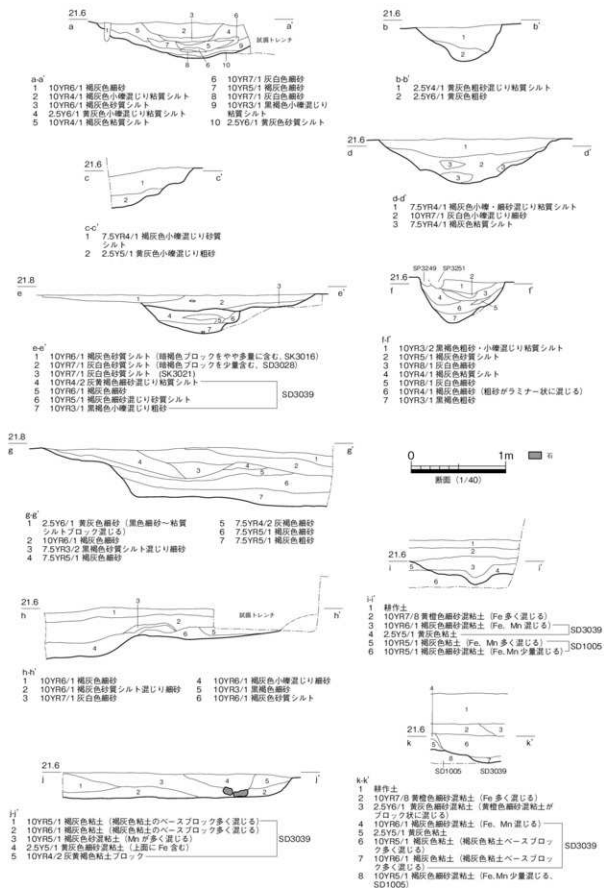 21.6
a
a'
試掘トレンチ
a-a'
1 10YR6/1 褐灰色細砂
2 10YR4/1 褐灰色小礫混じり粘質シルト
3 10YR6/1 褐灰色砂質シルト
4 2.5Y6/1 黄灰色小礫混じり粘質シルト
5 10YR4/1 褐灰色粘質シルト
6 10YR7/1 灰白色細砂
7 10YR5/1 褐灰色細砂
8 10YR7/1 灰白色細砂
9 10YR3/1 黒褐色小礫混じり
粘質シルト
10 2.5Y6/1 黄灰色砂質シルト
21.6
b
b'
b-b'
1 2.5Y4/1 黄灰色粗砂混じり粘質シルト
2 2.5Y6/1 黄灰色粗砂
21.6
c
c'
c-c'
1 7.5YR4/1 褐灰色小礫混じり砂質
シルト
2 2.5Y5/1 黄灰色小礫混じり粗砂
21.6
d
d'
d-d'
1 7.5YR4/1 褐灰色小礫・細砂混じり粘質シルト
2 10YR7/1 灰白色小礫混じり細砂
3 7.5YR4/1 褐灰色粘質シルト
21.8
e
e'
e-e'
1 10YR6/1 褐灰色砂質シルト（暗褐色ブロックをやや多量に含む、SK3016）
2 10YR7/1 灰白色砂質シルト（暗褐色ブロックを少量含む、SD3028）
3 10YR7/1 灰白色砂質シルト（SK3021）
4 10YR4/2 灰黄褐色細砂混じり粘質シルト
5 10YR6/1 褐灰色細砂
6 10YR5/1 褐灰色細砂混じり砂質シルト
7 10YR3/1 黒褐色小礫混じり粗砂
SD3039
SP3249 SP3251
21.6
f
f'
f-f'
1 10YR3/2 黒褐色粗砂・小礫混じり粘質シルト
2 10YR5/1 褐灰色砂質シルト
3 10YR8/1 灰白色細砂
4 10YR4/1 褐灰色粘質シルト
5 10YR8/1 灰白色細砂
6 10YR4/1 褐灰色細砂（粗砂がラミナー状に混じる）
7 10YR3/1 黒褐色粗砂
21.8
g
g'
g-g'
1 2.5Y6/1 黄灰色細砂（黒色細砂～粘質
シルトブロック混じる）
2 10YR6/1 褐灰色細砂
3 7.5YR3/2 黒褐色砂質シルト混じり細砂
4 7.5YR5/1 褐灰色細砂
5 7.5YR4/2 灰褐色細砂
6 7.5YR5/1 褐灰色細砂
7 7.5YR5/1 褐灰色粗砂
0 1m
断面（1/40）
石
21.6
h
h'
試掘トレンチ
h-h'
1 10YR6/1 褐灰色細砂
2 10YR6/1 褐灰色砂質シルト混じり細砂
3 10YR7/1 灰白色細砂
4 10YR6/1 褐灰色小礫混じり細砂
5 10YR3/1 黒褐色細砂
6 10YR6/1 褐灰色砂質シルト
21.6
i
i'
i-i'
1 耕作土
2 10YR7/8 黄橙色細砂混粘土（Fe 多く混じる）
3 10YR6/1 褐灰色細砂混粘土（Fe、Mn 混じる）
4 2.5Y5/1 黄灰色粘土
SD3039
5 10YR5/1 褐灰色細砂混粘土（Fe、Mn 多く混じる）
6 10YR5/1 褐灰色細砂混粘土（Fe、Mn 少量混じる）
SD1005
21.6
j
j'
j-j'
1 10YR5/1 褐灰色粘土（褐灰色粘土のベースブロック多く混じる）
2 10YR6/1 褐灰色粘土（褐灰色粘土のベースブロック多く混じる）
3 10YR5/1 褐灰色砂混粘土（Mn が多く混じる）
4 2.5Y5/1 黄灰色細砂混粘土（上面に Fe 含む）
5 10YR4/2 灰黄褐色粘土ブロック
SD3039
21.6
k
k'
SD1005
SD3039
k-k'
1 耕作土
2 10YR7/8 黄橙色細砂混粘土（Fe 多く混じる）
3 2.5Y6/1 黄灰色細砂混粘土（黄橙色細砂混粘土が
ブロック状に混じる）
4 10YR6/1 褐灰色細砂混粘土（Fe、Mn 混じる）
5 2.5Y5/1 黄灰粘土
6 10YR5/1 褐灰色細砂混粘土（褐灰色粘土ベースブロッ
ク多く混じる）
7 10YR6/1 褐灰色細砂混粘土（褐灰色粘土ベースブロッ
ク多く混じる）
SD3039
8 10YR5/1 褐灰色細砂混粘土（Fe、Mn 少量混じる、
SD1005）